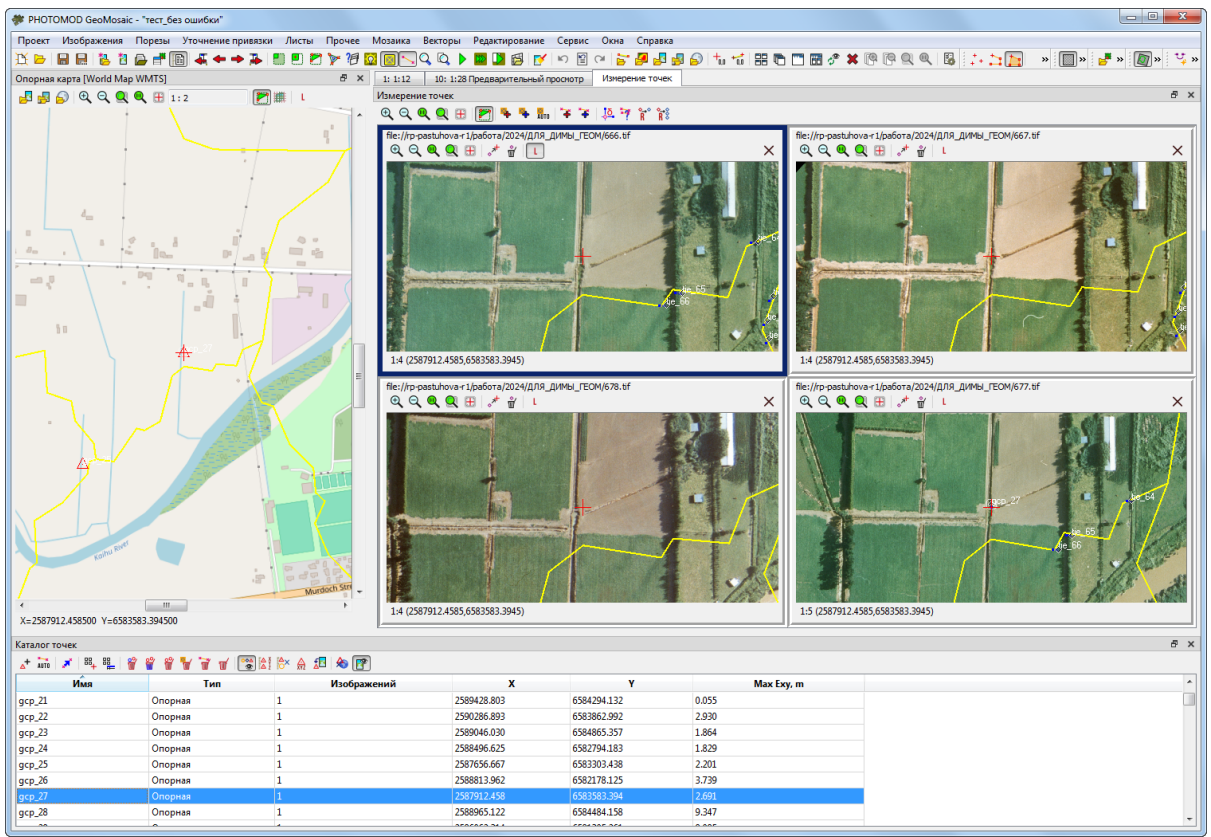 PHOTOMOD GeoMosaic - "тест_без ошибки"
Проект Изображения Порезы Уточнение привязки Листы Прочее Мозаика Векторы Редактирование Сервис Окна Справка
Опорная карта [World Map WMTS]
1 : 2
L
Kaihu River
Murdoch Str
X=2587912.458500 Y=6583583.394500
1: 1:12 10: 1:28 Предварительный просмотр Измерение точек
Измерение точек
AUTO
file://rp-pastuhova-r1/работа/2024/ДЛЯ_ДИМЫ_ГЕОМ/666.tif
L
tie_65
tie_66
1:4 (2587912.4585,6583583.3945)
file://rp-pastuhova-r1/работа/2024/ДЛЯ_ДИМЫ_ГЕОМ/667.tif
L
1:4 (2587912.4585,6583583.3945)
file://rp-pastuhova-r1/работа/2024/ДЛЯ_ДИМЫ_ГЕОМ/678.tif
L
1:4 (2587912.4585,6583583.3945)
file://rp-pastuhova-r1/работа/2024/ДЛЯ_ДИМЫ_ГЕОМ/677.tif
L
gcp_27
tie_64
tie_65
tie_66
1:5 (2587912.4585,6583583.3945)
Каталог точек
AUTO
Имя Тип Изображений X Y Max Exy, m
gcp_21 Опорная 1 2589428.803 6584294.132 0.055
gcp_22 Опорная 1 2590286.893 6583862.992 2.930
gcp_23 Опорная 1 2589046.030 6584865.357 1.864
gcp_24 Опорная 1 2588496.625 6582794.183 1.829
gcp_25 Опорная 1 2587656.667 6583303.438 2.201
gcp_26 Опорная 1 2588813.962 6582178.125 3.739
gcp_27 Опорная 1 2587912.458 6583583.394 2.691
gcp_28 Опорная 1 2588965.122 6584484.158 9.347